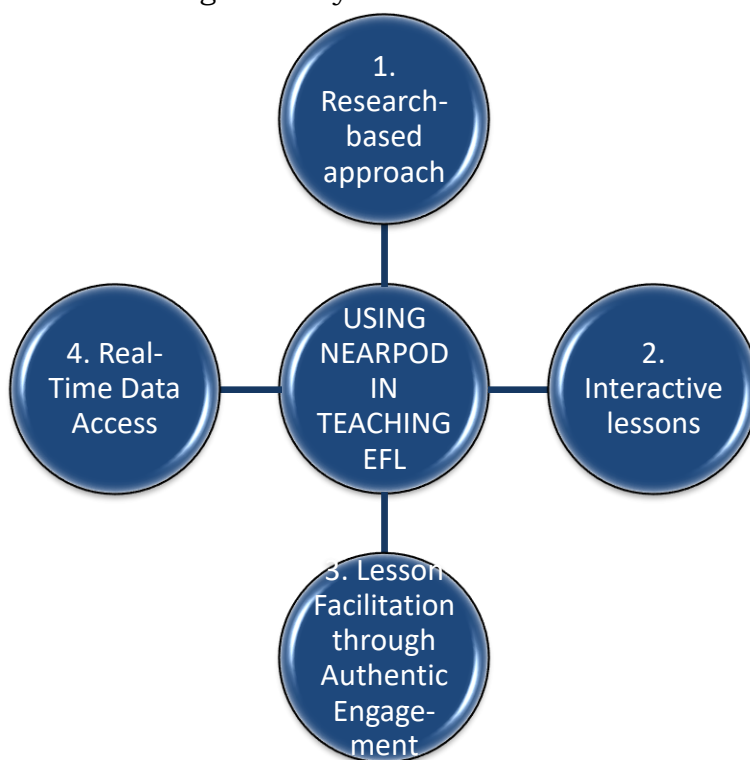 1.
Research-
based
approach
4. Real-
Time Data
Access
USING
NEARPOD
IN
TEACHING
EFL
2.
Interactive
lessons
3. Lesson
Facilitation
through
Authentic
Engage-
ment